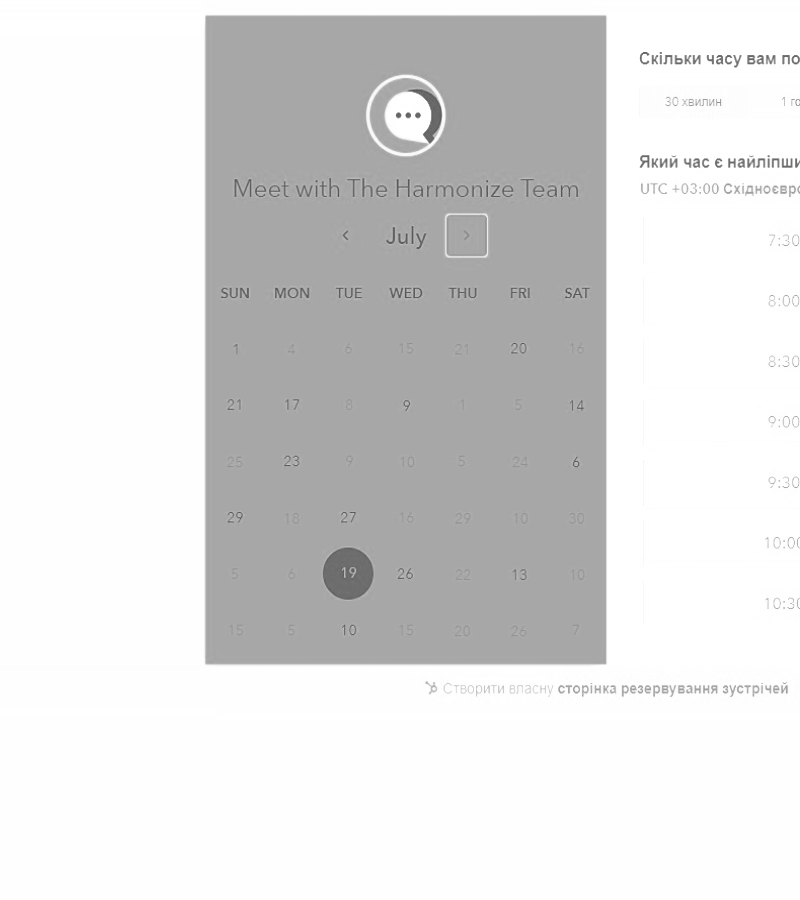 Meet with The Harmonize Team
July
SUN MON TUE WED THU FRI SAT
1 4 6 15 21 20 16
21 17 8 9 1 5 14
25 23 9 10 5 24 6
29 18 27 16 29 10 30
5 6 19 26 22 13 10
15 5 10 15 20 26 7
Скільки часу вам по
30 хвилин 1 го
Який час є найліпши
UTC +03:00 Східноєвро
7:30
8:00
8:30
9:00
9:30
10:00
10:30
Створити власну сторінка резервування зустрічей